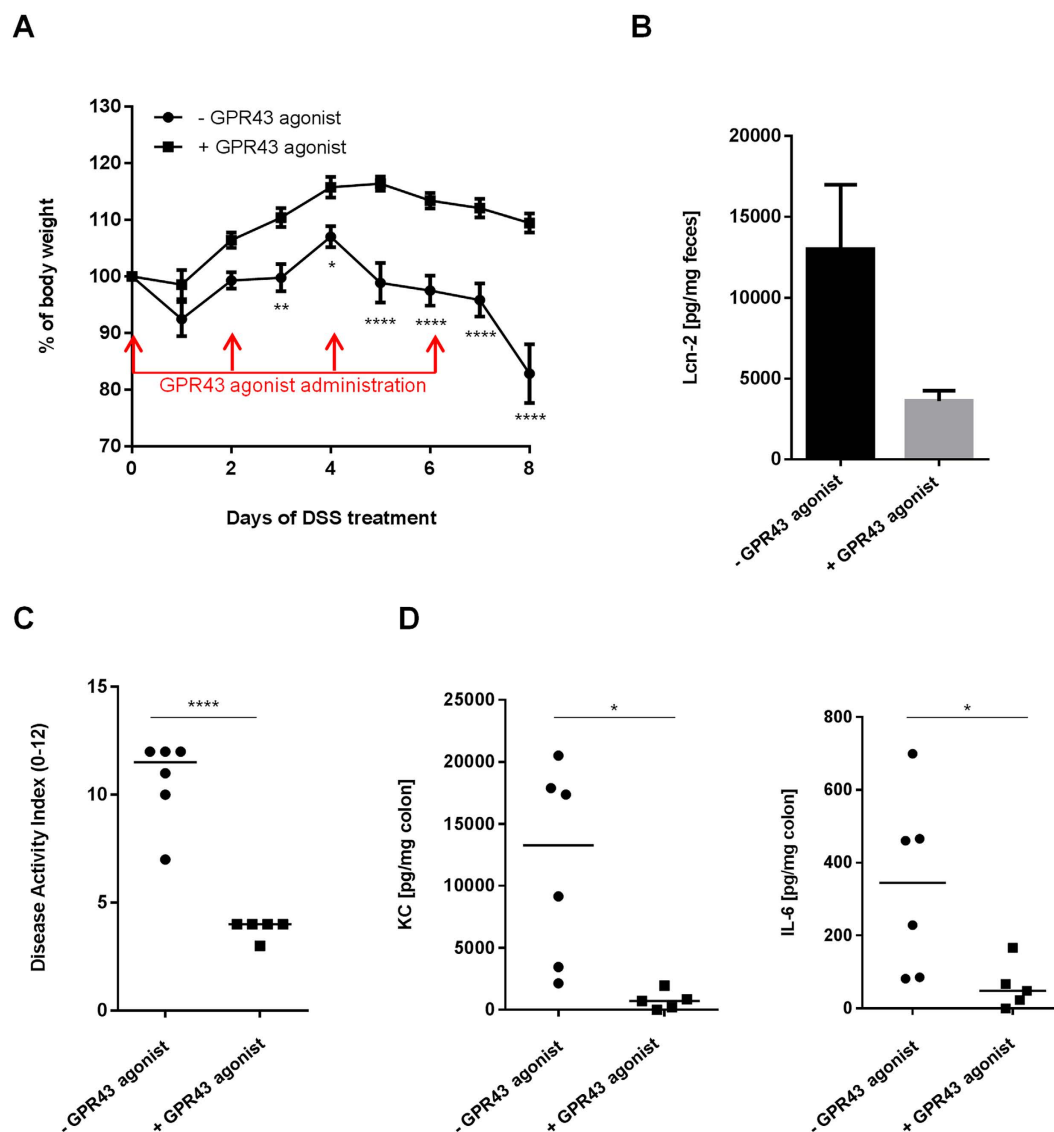 A
B
130
120
110
100
90
80
70
- GPR43 agonist
+ GPR43 agonist
% of body weight
*
**
****
****
****
****
GPR43 agonist administration
0
2
4
6
8
Days of DSS treatment
20000
15000
10000
5000
0
Lcn-2 [pg/mg feces]
- GPR43 agonist
+ GPR43 agonist
C
D
15
10
5
0
Disease Activity Index (0-12)
****
- GPR43 agonist
+ GPR43 agonist
25000
20000
15000
10000
5000
0
KC [pg/mg colon]
*
- GPR43 agonist
+ GPR43 agonist
800
600
400
200
0
IL-6 [pg/mg colon]
*
- GPR43 agonist
+ GPR43 agonist